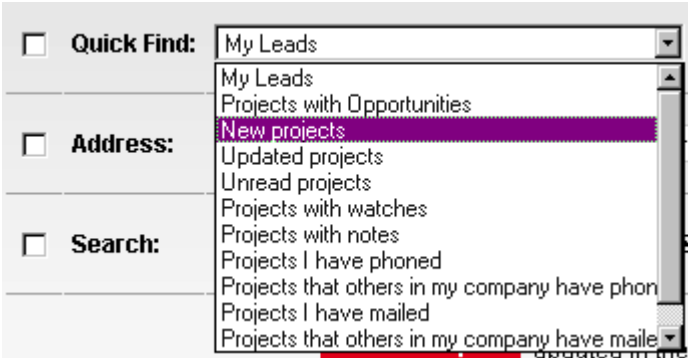 Quick Find: My Leads
My Leads
Projects with Opportunities
New projects
Updated projects
Unread projects
Projects with watches
Projects with notes
Projects I have phoned
Projects that others in my company have phon
Projects I have mailed
Projects that others in my company have maile
Address:
Search: